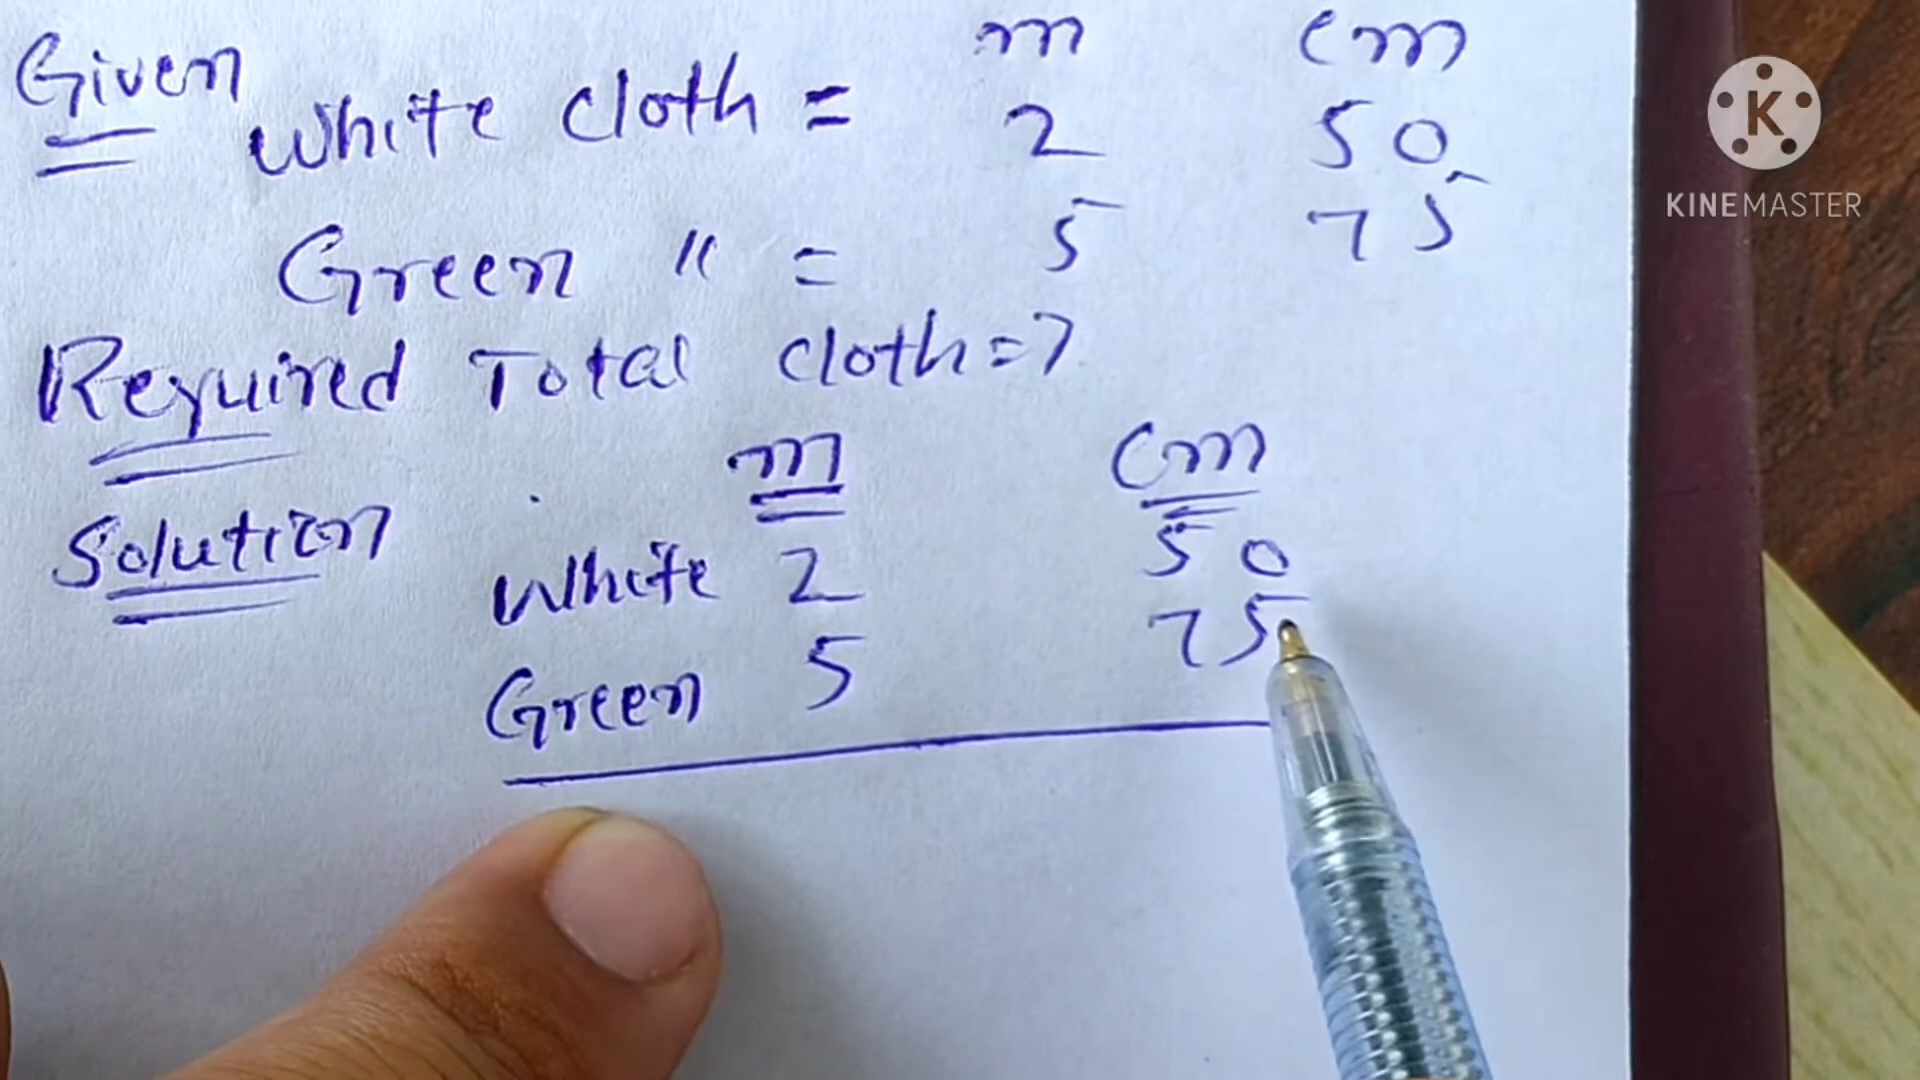 m cm
Given
White cloth = 2 50
Green " = 5 75
Required Total cloth=?
m cm
Solution
White 2 50
Green 5 75
K
KINEMASTER